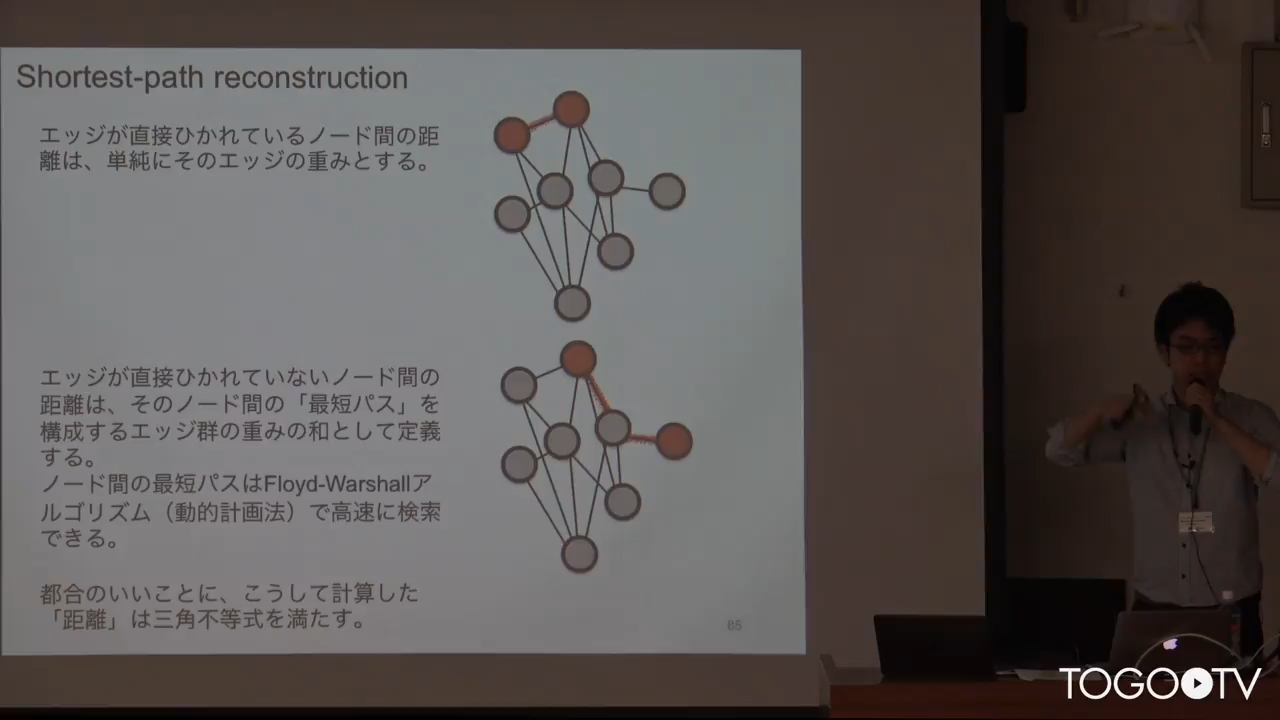 Shortest-path reconstruction
エッジが直接ひかれているノード間の距
離は、単純にそのエッジの重みとする。
エッジが直接ひかれていないノード間の
距離は、そのノード間の「最短パス」を
構成するエッジ群の重みの和として定義
する。
ノード間の最短パスはFloyd-Warshallア
ルゴリズム（動的計画法）で高速に検索
できる。
都合のいいことに、こうして計算した
「距離」は三角不等式を満たす。
65
TOGOTV